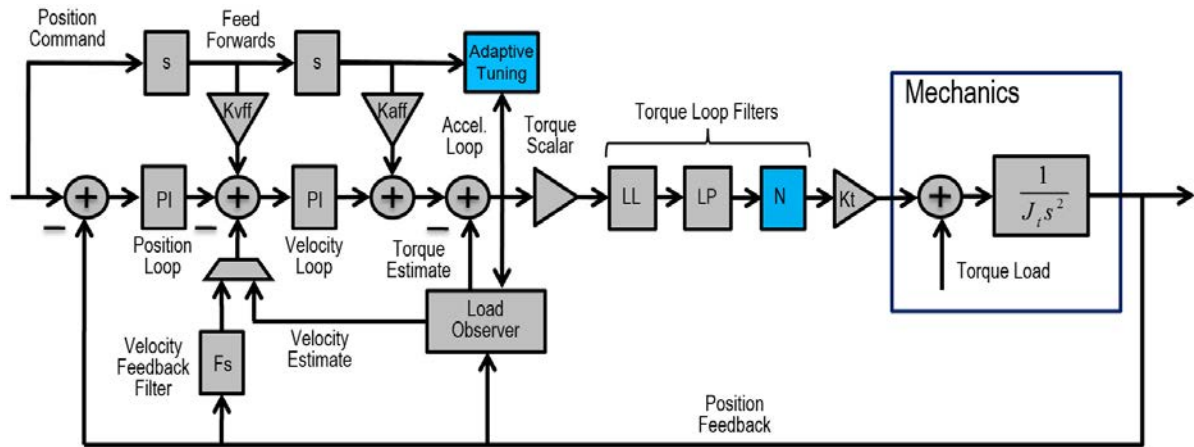 Position
Command
Feed
Forwards
s
s
Adaptive
Tuning
Kvff
Kaff
Accel.
Loop
Torque
Scalar
Torque Loop Filters
Mechanics
+
PI
+
PI
+
+
LL
LP
N
Kt
+
1
J_t s^2
−
−
−
Position
Loop
Velocity
Loop
Torque
Estimate
Torque Load
Load
Observer
Velocity
Feedback
Filter
Fs
Velocity
Estimate
Position
Feedback